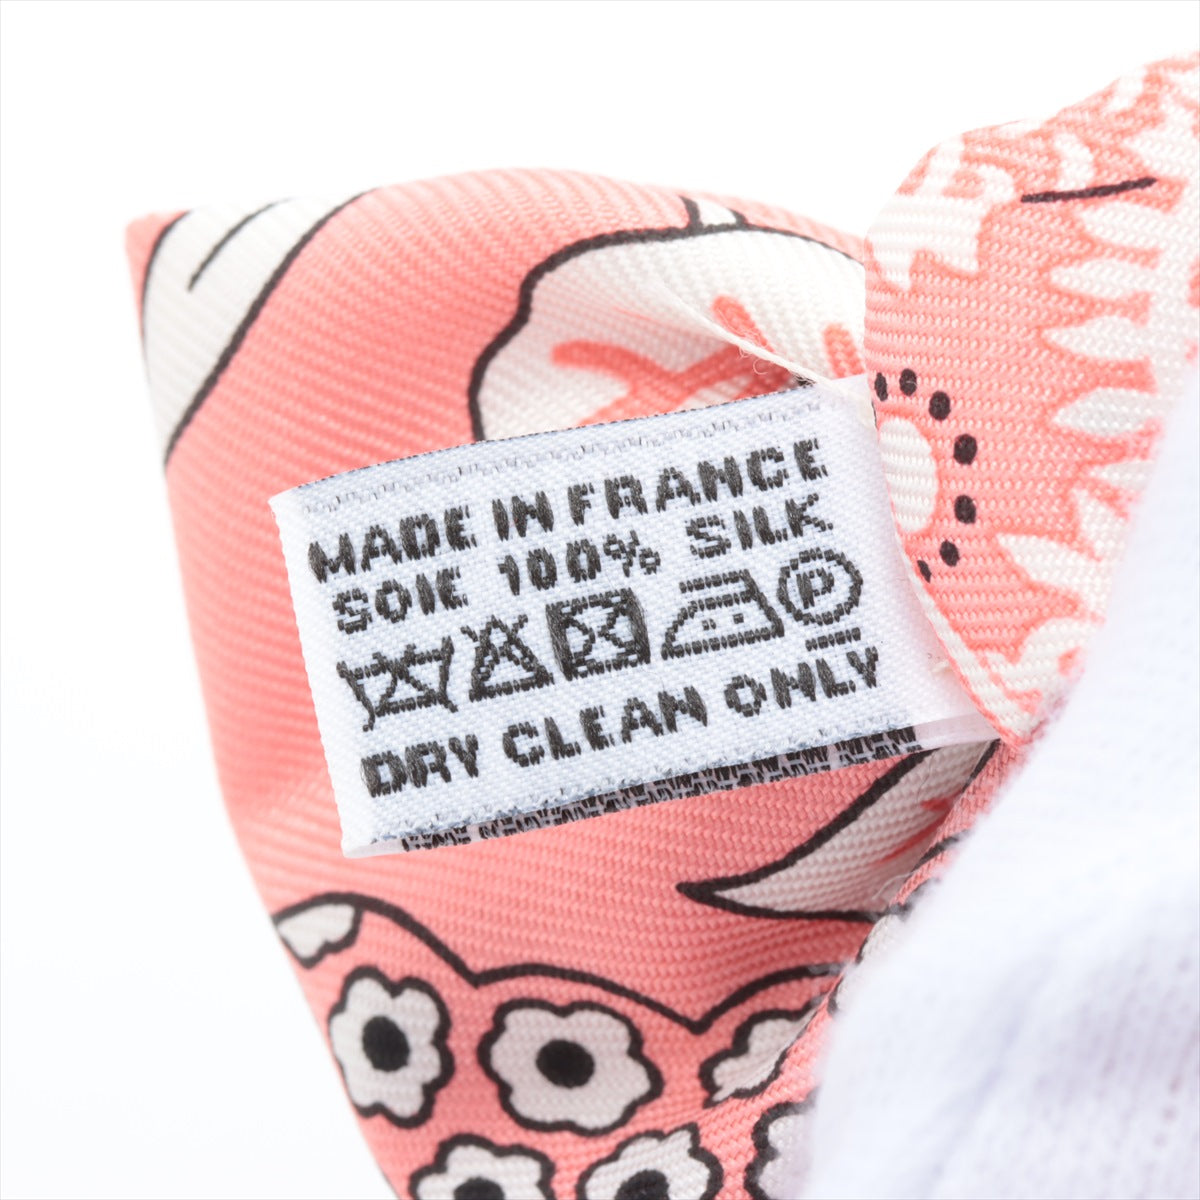 MADE IN FRANCE
SOIE 100% SILK
P
DRY CLEAN ONLY